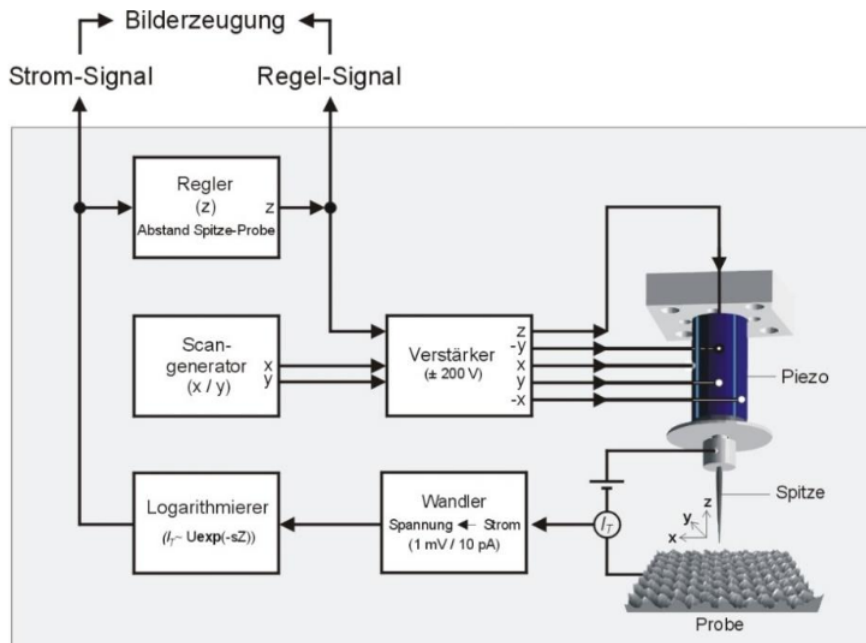 Bilderzeugung
Strom-Signal
Regel-Signal
Regler
(z)
z
Abstand Spitze-Probe
Scan-
generator
(x / y)
x
y
Verstärker
(± 200 V)
z
-y
x
y
-x
Piezo
Logarithmierer
(I_T~ Uexp(-sZ))
Wandler
Spannung ← Strom
(1 mV / 10 pA)
I_T
Spitze
z
y
x
Probe